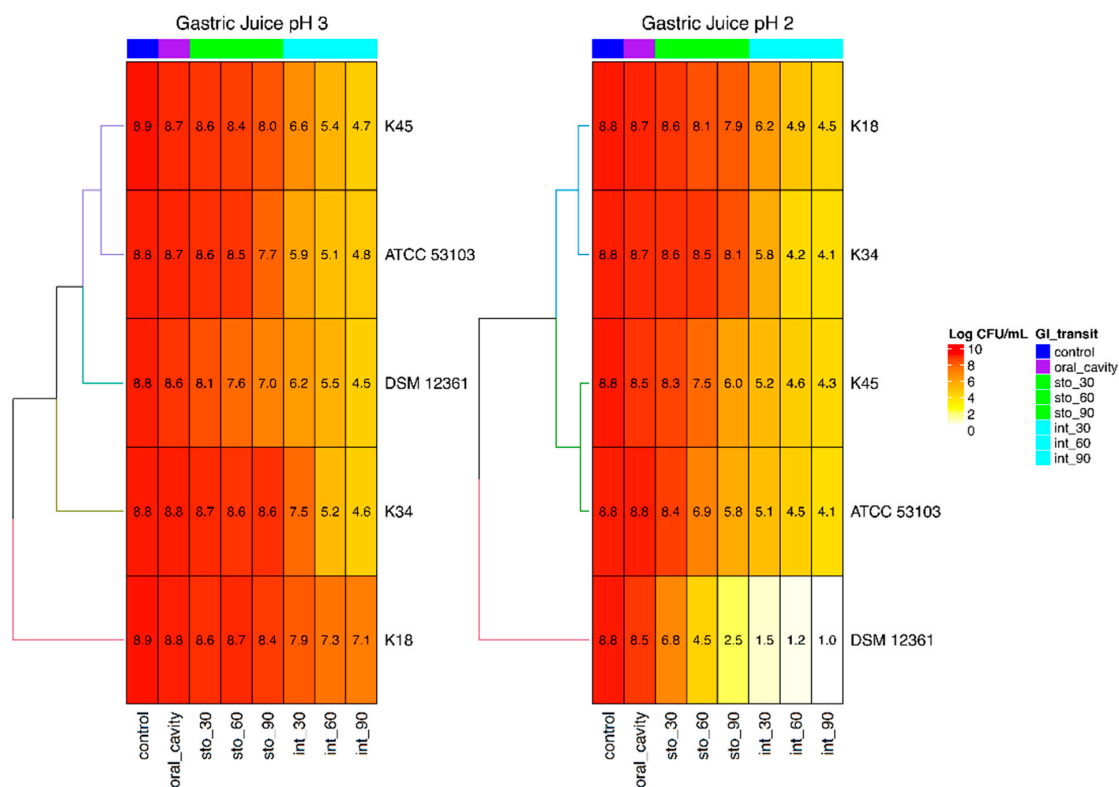 Gastric Juice pH 3
8.9 8.7 8.6 8.4 8.0 6.6 5.4 4.7 K45
8.8 8.7 8.6 8.5 7.7 5.9 5.1 4.8 ATCC 53103
8.8 8.6 8.1 7.6 7.0 6.2 5.5 4.5 DSM 12361
8.8 8.8 8.7 8.6 8.6 7.5 5.2 4.6 K34
8.9 8.8 8.6 8.7 8.4 7.9 7.3 7.1 K18
control oral_cavity sto_30 sto_60 sto_90 int_30 int_60 int_90
Gastric Juice pH 2
8.8 8.7 8.6 8.1 7.9 6.2 4.9 4.5 K18
8.8 8.7 8.6 8.5 8.1 5.8 4.2 4.1 K34
8.8 8.5 8.3 7.5 6.0 5.2 4.6 4.3 K45
8.8 8.8 8.4 6.9 5.8 5.1 4.5 4.1 ATCC 53103
8.8 8.5 6.8 4.5 2.5 1.5 1.2 1.0 DSM 12361
control oral_cavity sto_30 sto_60 sto_90 int_30 int_60 int_90
Log CFU/mL
10
8
6
4
2
0
GI_transit
control
oral_cavity
sto_30
sto_60
sto_90
int_30
int_60
int_90